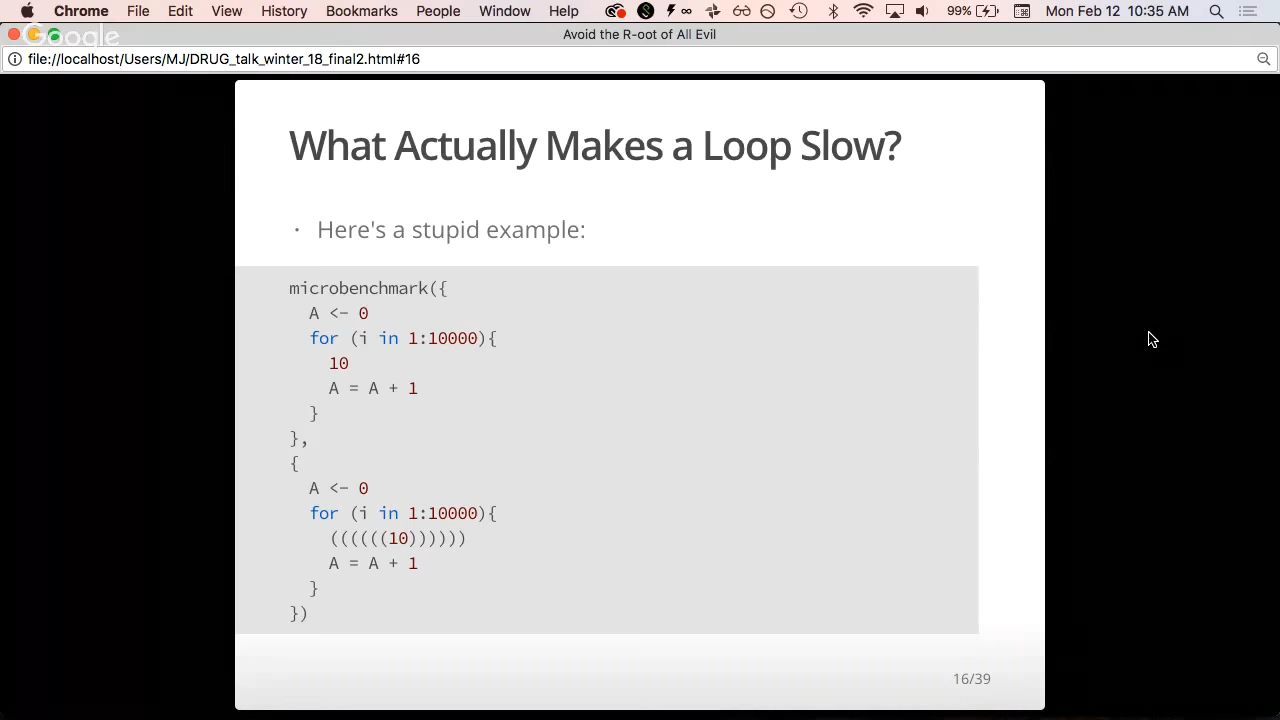 Chrome File Edit View History Bookmarks People Window Help 99% Mon Feb 12 10:35 AM
Google
Avoid the R-oot of All Evil
file://localhost/Users/MJ/DRUG_talk_winter_18_final2.html#16
What Actually Makes a Loop Slow?
· Here's a stupid example:
microbenchmark({
  A <- 0
  for (i in 1:10000){
    10
    A = A + 1
  }
},
{
  A <- 0
  for (i in 1:10000){
    ((((((10))))))
    A = A + 1
  }
})
16/39